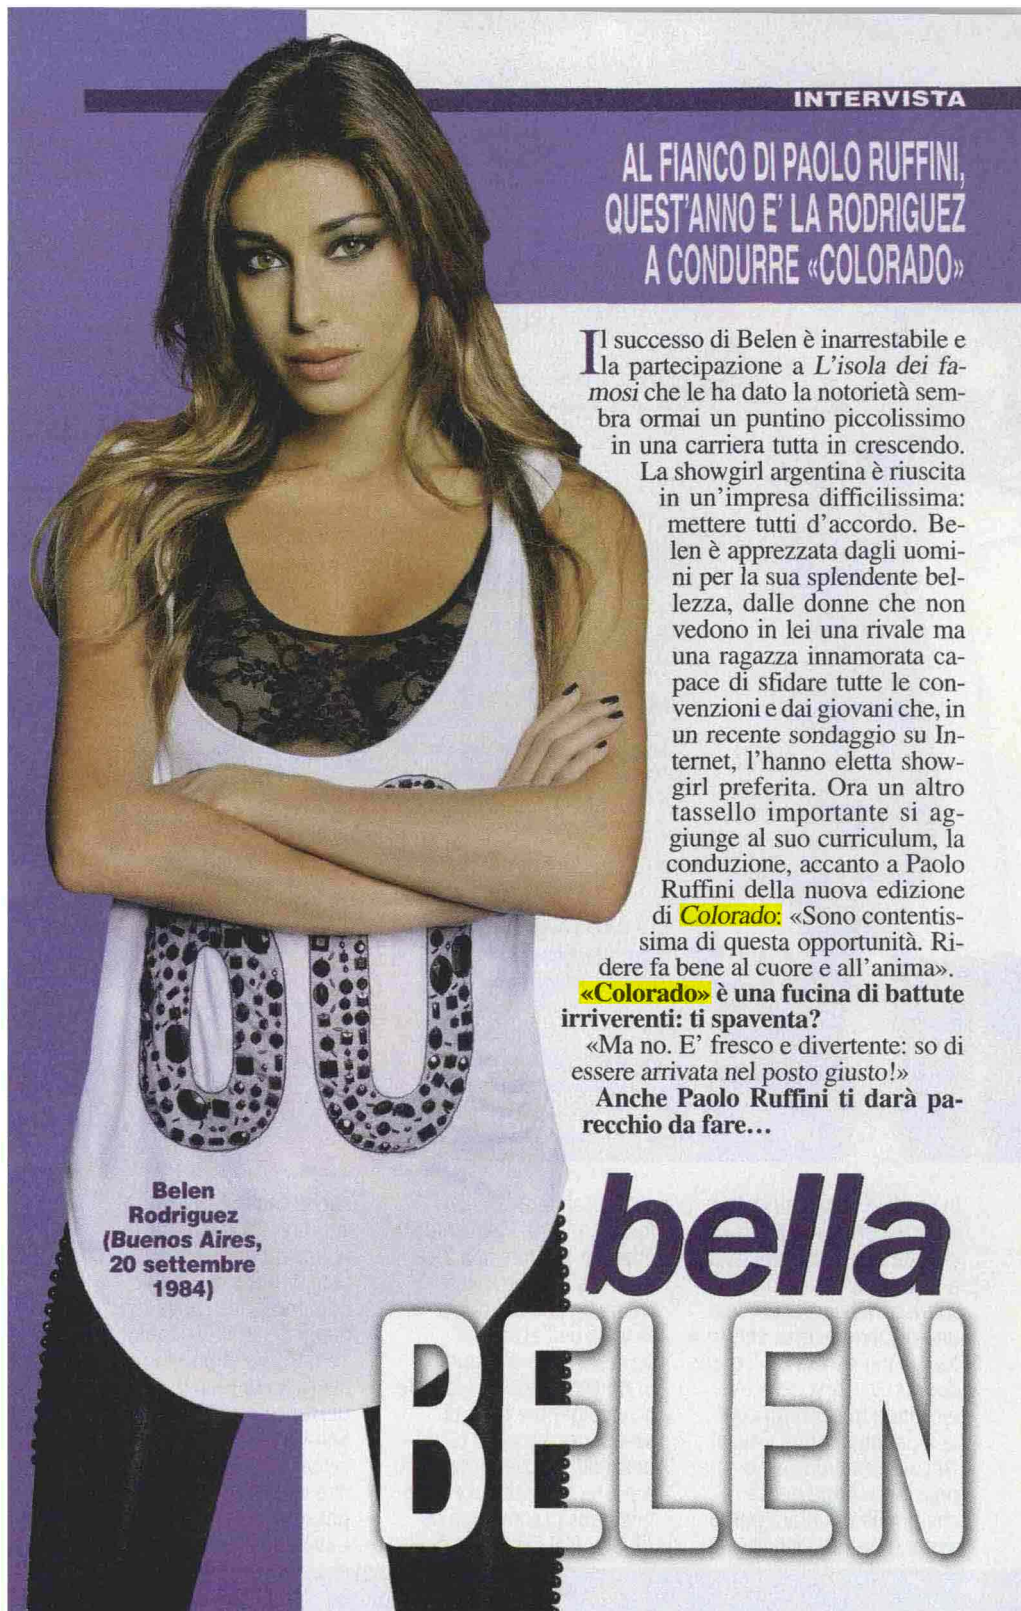 INTERVISTA
AL FIANCO DI PAOLO RUFFINI,
QUEST'ANNO E' LA RODRIGUEZ
A CONDURRE «COLORADO»
Il successo di Belen è inarrestabile e
la partecipazione a L'isola dei fa-
mosi che le ha dato la notorietà sem-
bra ormai un puntino piccolissimo
in una carriera tutta in crescendo.
La showgirl argentina è riuscita
in un'impresa difficilissima:
mettere tutti d'accordo. Be-
len è apprezzata dagli uomi-
ni per la sua splendente bel-
lezza, dalle donne che non
vedono in lei una rivale ma
una ragazza innamorata ca-
pace di sfidare tutte le con-
venzioni e dai giovani che, in
un recente sondaggio su In-
ternet, l'hanno eletta show-
girl preferita. Ora un altro
tassello importante si ag-
giunge al suo curriculum, la
conduzione, accanto a Paolo
Ruffini della nuova edizione
di Colorado: «Sono contentis-
sima di questa opportunità. Ri-
dere fa bene al cuore e all'anima».
«Colorado» è una fucina di battute
irriverenti: ti spaventa?
«Ma no. E' fresco e divertente: so di
essere arrivata nel posto giusto!»
Anche Paolo Ruffini ti darà pa-
recchio da fare...
Belen
Rodriguez
(Buenos Aires,
20 settembre
1984)
bella
BELEN